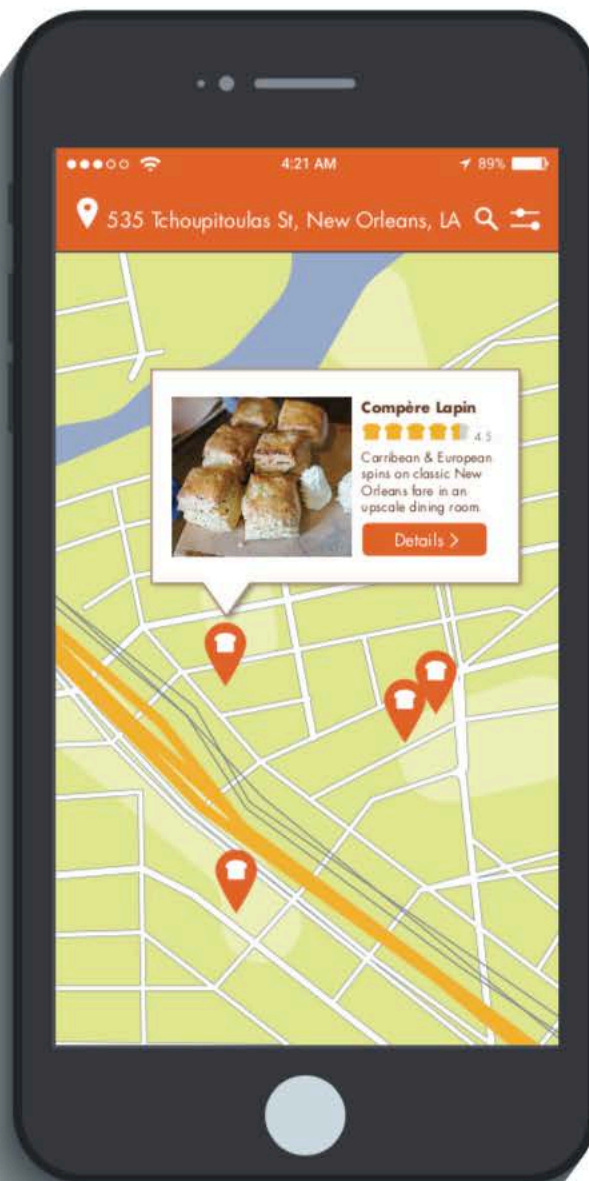 4:21 AM
89%
535 Tchoupitoulas St, New Orleans, LA
Compère Lapin
4.5
Carribean & European
spins on classic New
Orleans fare in an
upscale dining room
Details >